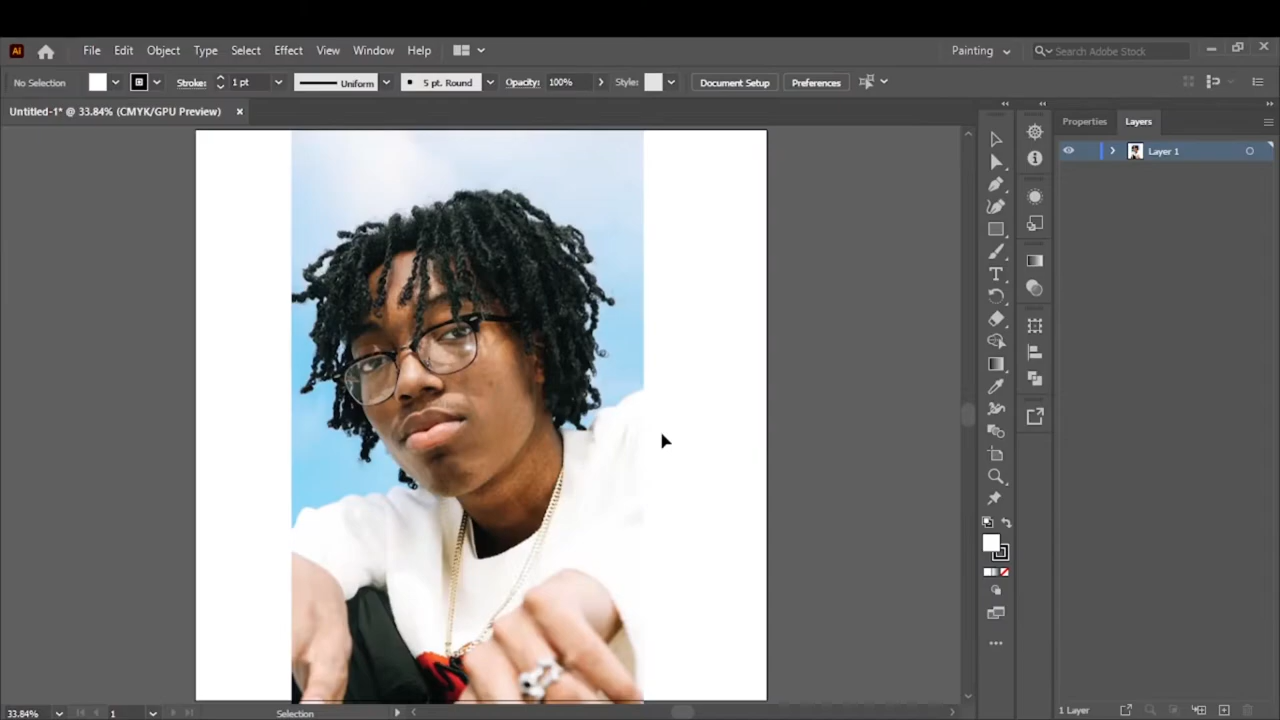 Ai File Edit Object Type Select Effect View Window Help Painting Search Adobe Stock
No Selection Stroke: 1 pt Uniform 5 pt. Round Opacity: 100% Style: Document Setup Preferences
Untitled-1* @ 33.84% (CMYK/GPU Preview) ×
Properties Layers
Layer 1
33.84% 1 Selection 1 Layer